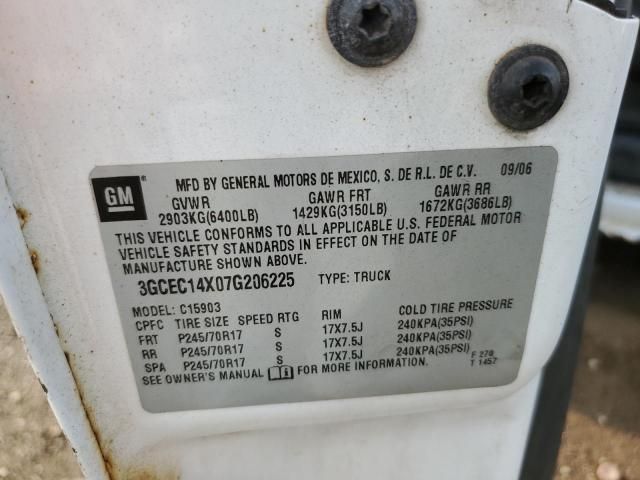 GM
MFD BY GENERAL MOTORS DE MEXICO, S. DE R.L. DE C.V. 09/06
GVWR GAWR FRT GAWR RR
2903KG(6400LB) 1429KG(3150LB) 1672KG(3686LB)
THIS VEHICLE CONFORMS TO ALL APPLICABLE U.S. FEDERAL MOTOR
VEHICLE SAFETY STANDARDS IN EFFECT ON THE DATE OF
MANUFACTURE SHOWN ABOVE.
3GCEC14X07G206225 TYPE: TRUCK
MODEL: C15903
CPFC TIRE SIZE SPEED RTG RIM COLD TIRE PRESSURE
FRT P245/70R17 S 17X7.5J 240KPA(35PSI)
RR P245/70R17 S 17X7.5J 240KPA(35PSI)
SPA P245/70R17 S 17X7.5J 240KPA(35PSI)
SEE OWNER'S MANUAL FOR MORE INFORMATION.
F 270
T 1457